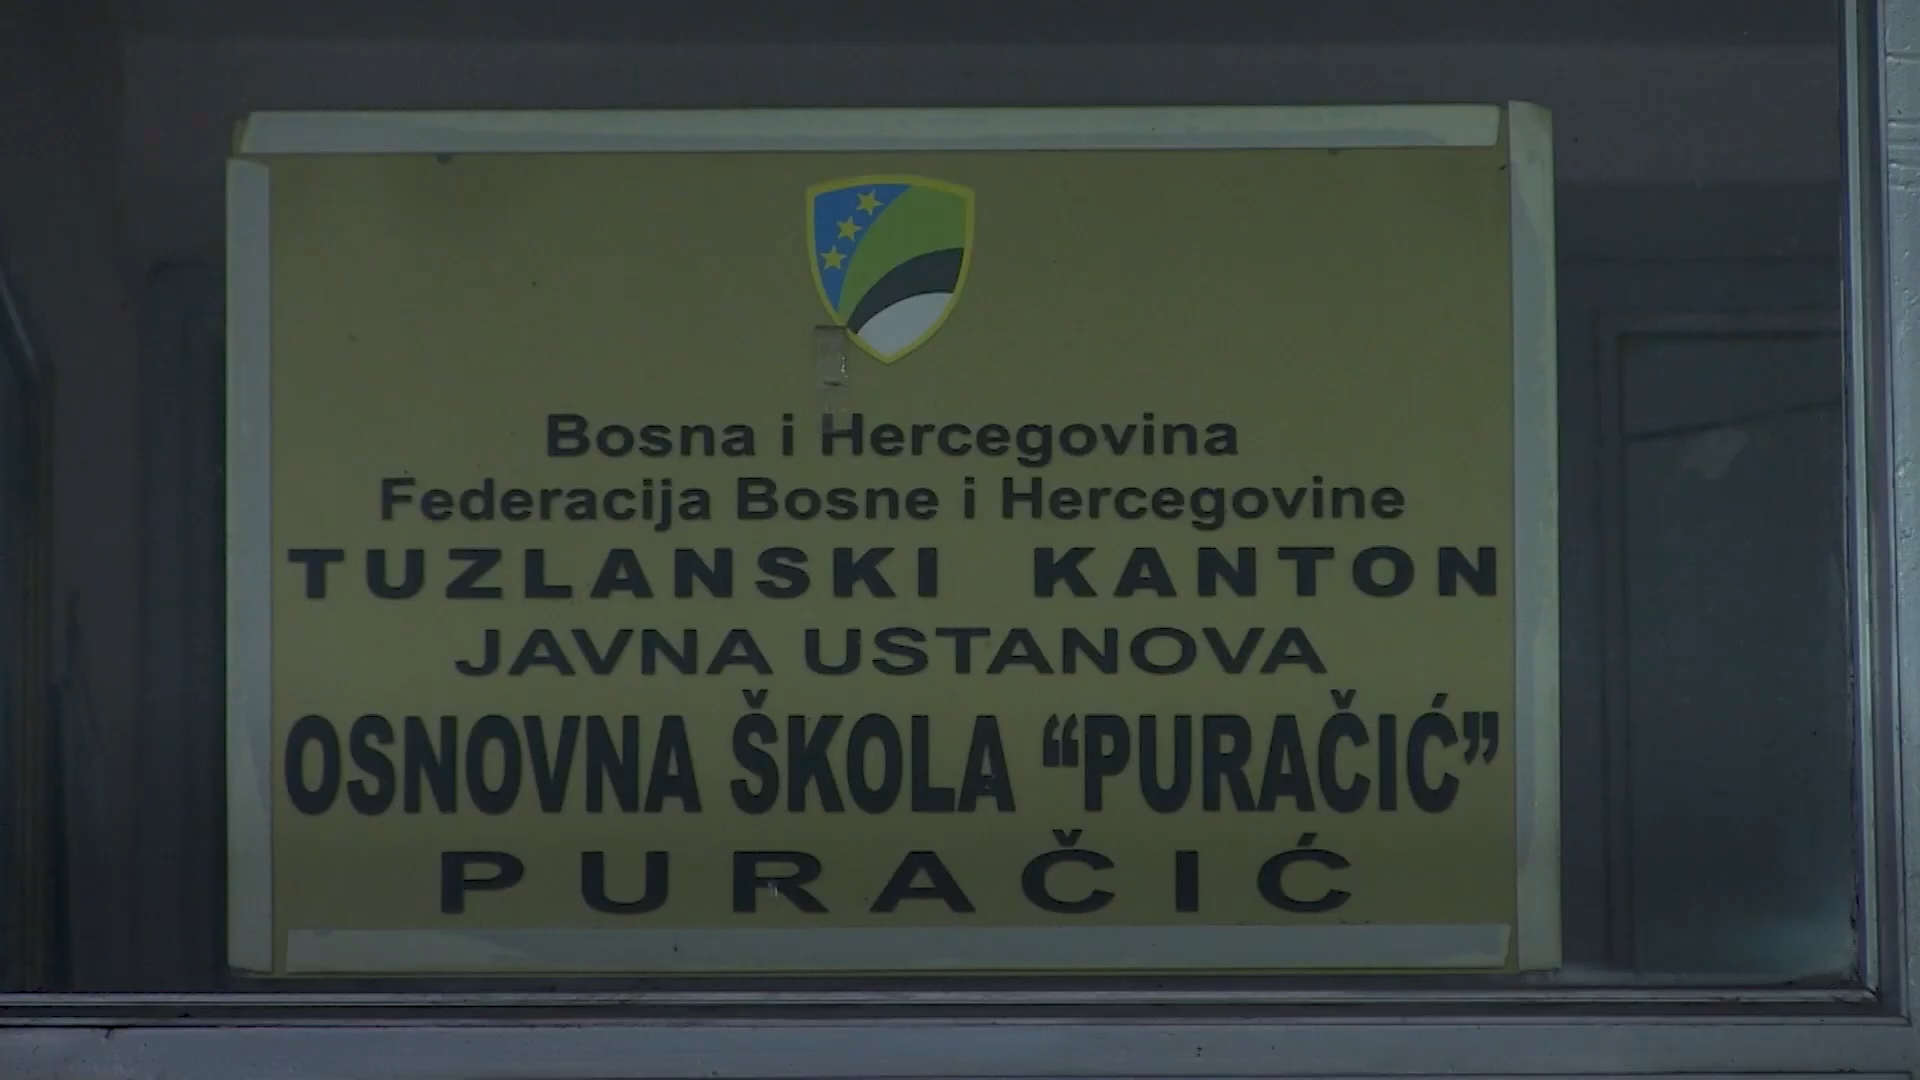 Bosna i Hercegovina
Federacija Bosne i Hercegovine
TUZLANSKI KANTON
JAVNA USTANOVA
OSNOVNA ŠKOLA “PURAČIĆ”
PURAČIĆ